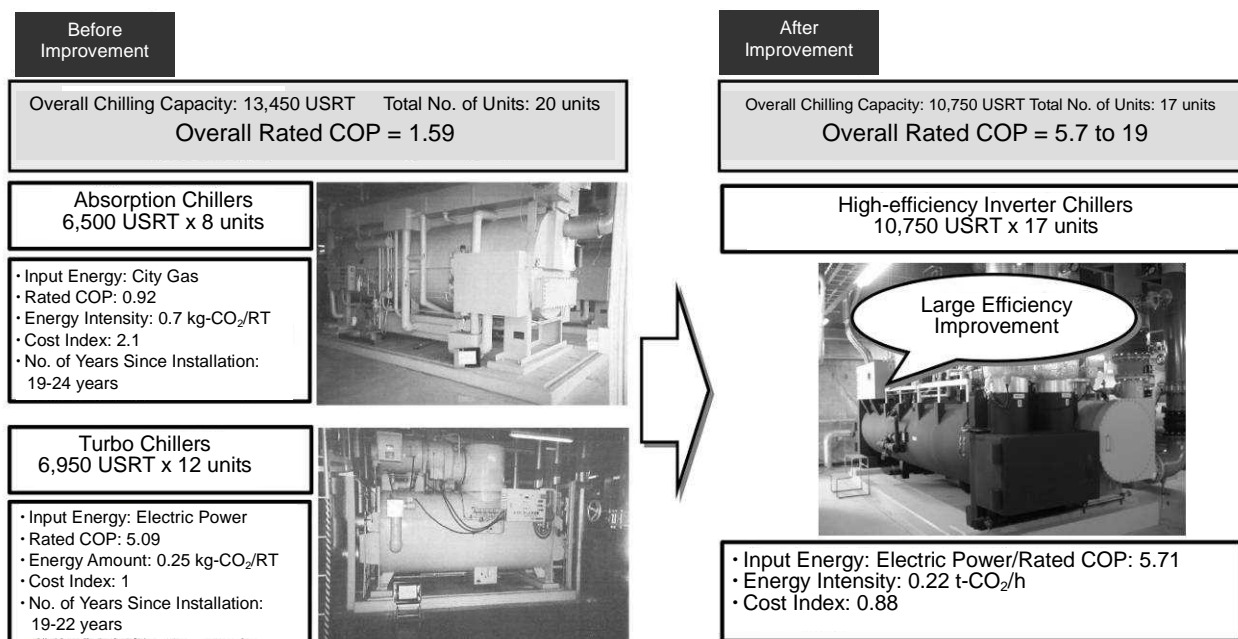 Before
Improvement
Overall Chilling Capacity: 13,450 USRT Total No. of Units: 20 units
Overall Rated COP = 1.59
Absorption Chillers
6,500 USRT x 8 units
・Input Energy: City Gas
・Rated COP: 0.92
・Energy Intensity: 0.7 kg-CO₂/RT
・Cost Index: 2.1
・No. of Years Since Installation:
19-24 years
Turbo Chillers
6,950 USRT x 12 units
・Input Energy: Electric Power
・Rated COP: 5.09
・Energy Amount: 0.25 kg-CO₂/RT
・Cost Index: 1
・No. of Years Since Installation:
19-22 years
After
Improvement
Overall Chilling Capacity: 10,750 USRT Total No. of Units: 17 units
Overall Rated COP = 5.7 to 19
High-efficiency Inverter Chillers
10,750 USRT x 17 units
Large Efficiency
Improvement
・Input Energy: Electric Power/Rated COP: 5.71
・Energy Intensity: 0.22 t-CO₂/h
・Cost Index: 0.88